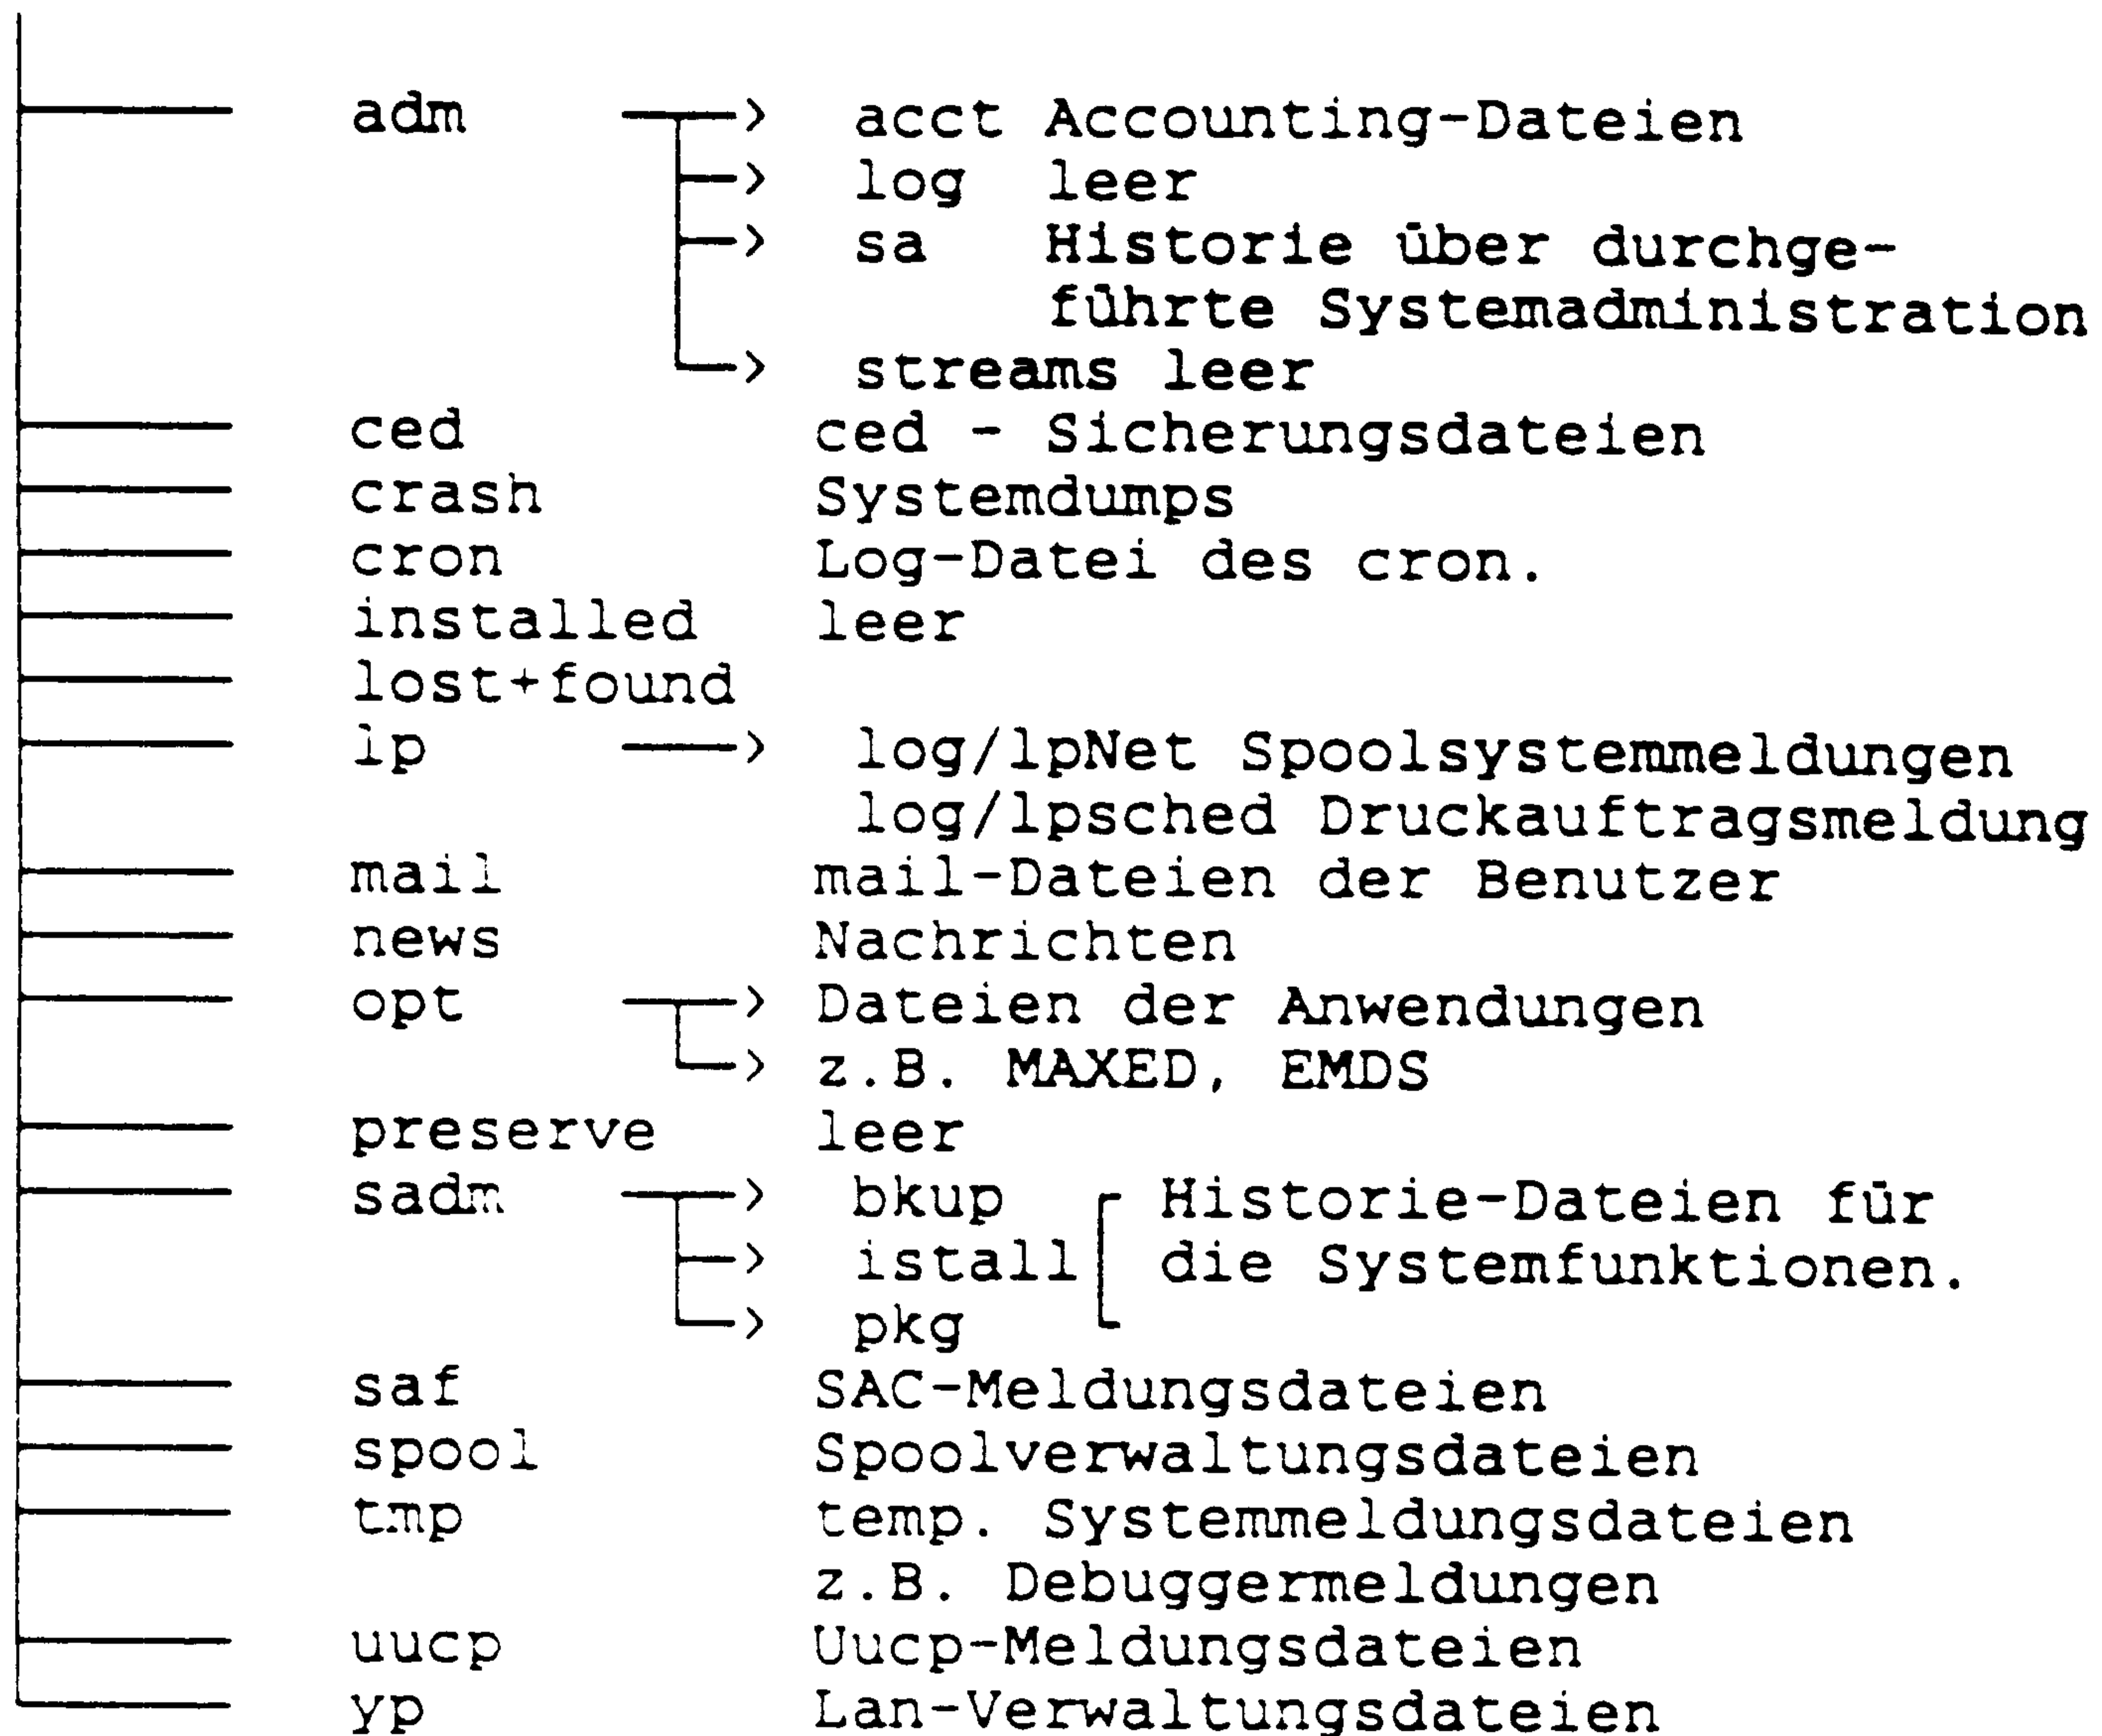 adm acct Accounting-Dateien
log leer
sa Historie über durchge-
führte Systemadministration
streams leer
ced ced - Sicherungsdateien
crash Systemdumps
cron Log-Datei des cron.
installed leer
lost+found
lp log/lpNet Spoolsystemmeldungen
log/lpsched Druckauftragsmeldung
mail mail-Dateien der Benutzer
news Nachrichten
opt Dateien der Anwendungen
z.B. MAXED, EMDS
preserve leer
sadm bkup Historie-Dateien für
istall die Systemfunktionen.
pkg
saf SAC-Meldungsdateien
spool Spoolverwaltungsdateien
tmp temp. Systemmeldungsdateien
z.B. Debuggermeldungen
uucp Uucp-Meldungsdateien
yp Lan-Verwaltungsdateien